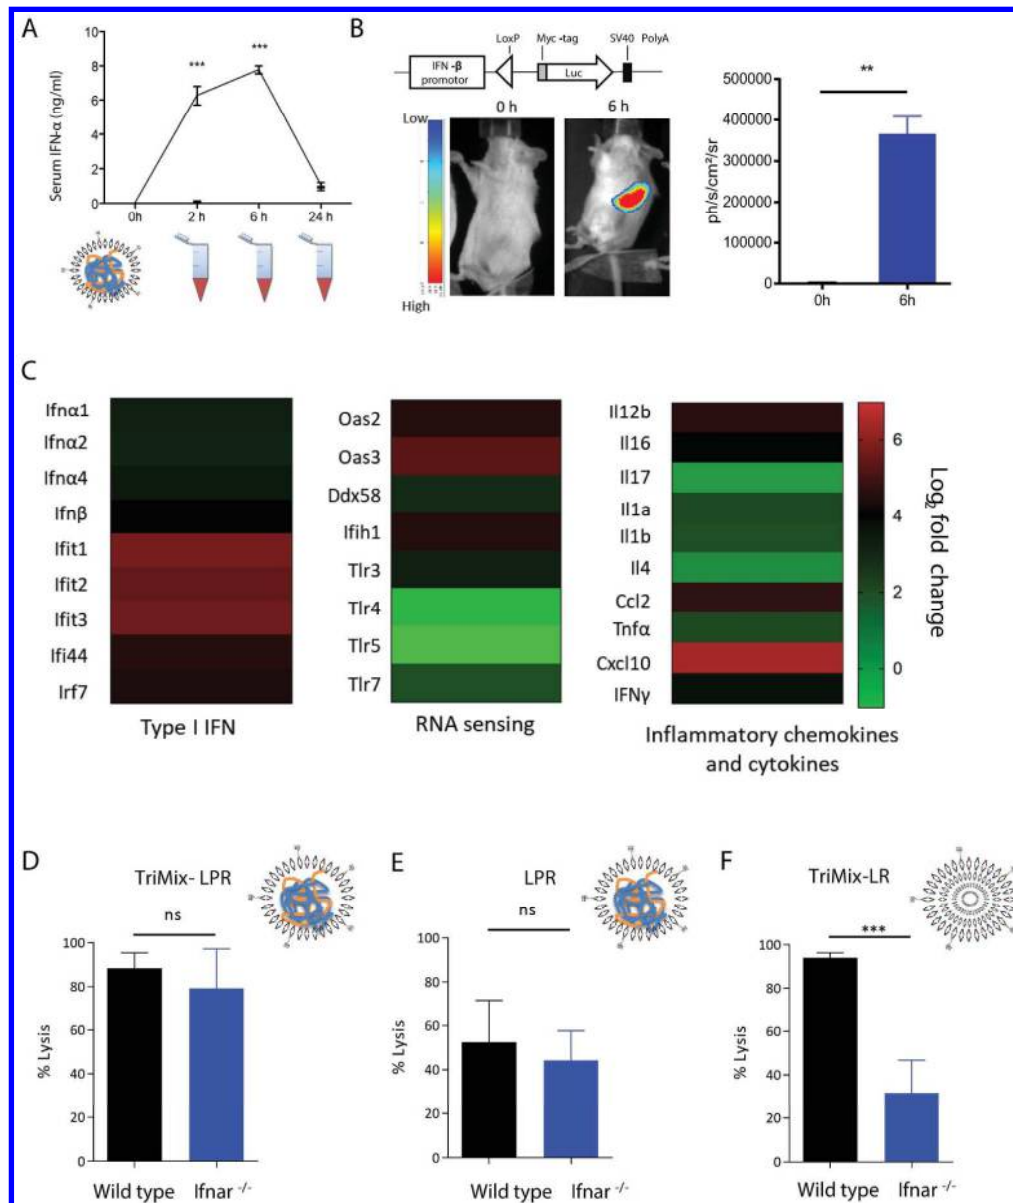 A
Serum IFN-α (ng/ml)
10
8
6
4
2
0
***
***
0h
2 h
6 h
24 h
B
LoxP
Myc -tag
SV40
PolyA
IFN -β
promotor
Luc
0 h
6 h
Low
High
**
ph/s/cm²/sr
500000
400000
300000
200000
100000
0
0h
6h
C
Ifnα1
Ifnα2
Ifnα4
Ifnβ
Ifit1
Ifit2
Ifit3
Ifi44
Irf7
Type I IFN
Oas2
Oas3
Ddx58
Ifih1
Tlr3
Tlr4
Tlr5
Tlr7
RNA sensing
Il12b
Il16
Il17
Il1a
Il1b
Il4
Ccl2
Tnfα
Cxcl10
IFNγ
Inflammatory chemokines
and cytokines
6
4
2
0
Log₂ fold change
D
TriMix- LPR
ns
% Lysis
100
80
60
40
20
0
Wild type
Ifnar -/-
E
LPR
ns
% Lysis
100
80
60
40
20
0
Wild type
Ifnar -/-
F
TriMix-LR
***
% Lysis
100
80
60
40
20
0
Wild type
Ifnar -/-